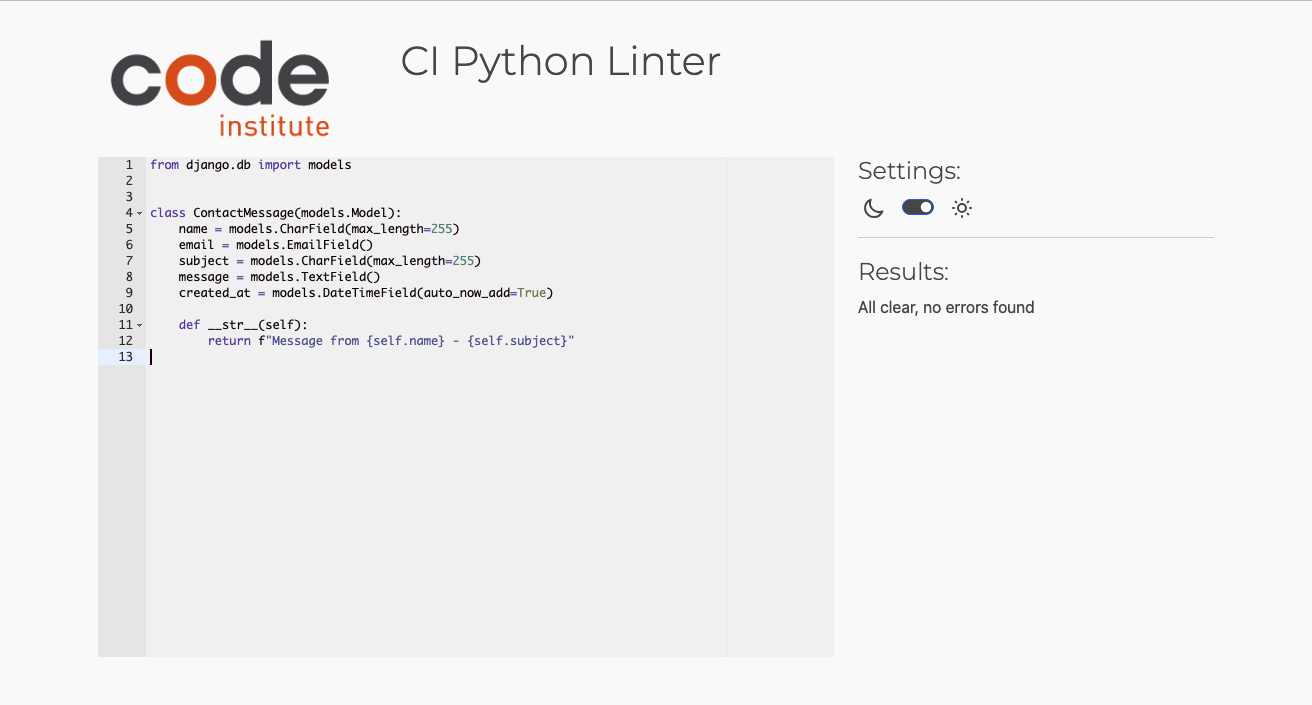 code
institute
CI Python Linter
1 from django.db import models
2
3
4 class ContactMessage(models.Model):
5     name = models.CharField(max_length=255)
6     email = models.EmailField()
7     subject = models.CharField(max_length=255)
8     message = models.TextField()
9     created_at = models.DateTimeField(auto_now_add=True)
10
11     def __str__(self):
12         return f"Message from {self.name} - {self.subject}"
13
Settings:
Results:
All clear, no errors found